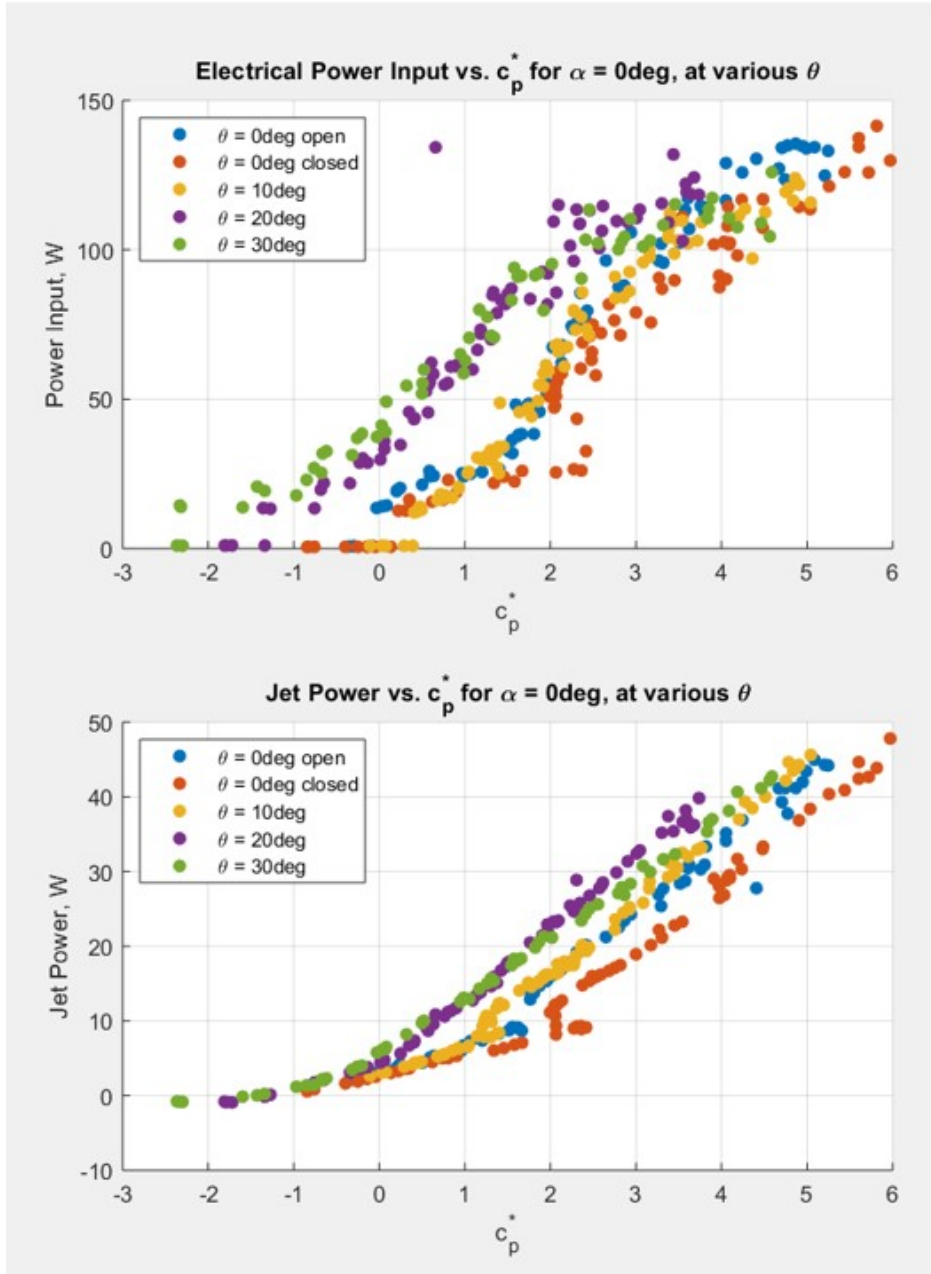 Electrical Power Input vs. c*p for α = 0deg, at various θ
150
θ = 0deg open
θ = 0deg closed
θ = 10deg
θ = 20deg
θ = 30deg
100
50
0
Power Input, W
-3 -2 -1 0 1 2 3 4 5 6
c*p
Jet Power vs. c*p for α = 0deg, at various θ
50
θ = 0deg open
θ = 0deg closed
θ = 10deg
θ = 20deg
θ = 30deg
40
30
20
10
0
-10
Jet Power, W
-3 -2 -1 0 1 2 3 4 5 6
c*p